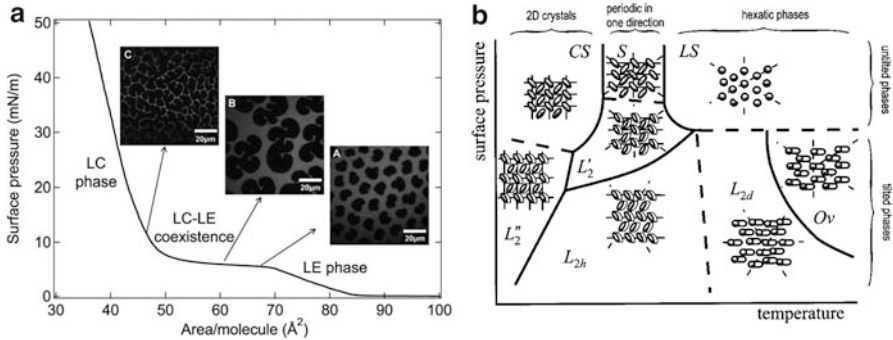 a
Surface pressure (mN/m)
50
40
30
20
10
0
30
40
50
60
70
80
90
100
Area/molecule (Å²)
C
20µm
B
20µm
A
20µm
LC
phase
LC-LE
coexistence
LE phase
b
2D crystals
periodic in
one direction
hexatic phases
surface pressure
CS
S
LS
untilted phases
tilted phases
L₂'
L₂''
L₂h
L₂d
Ov
temperature